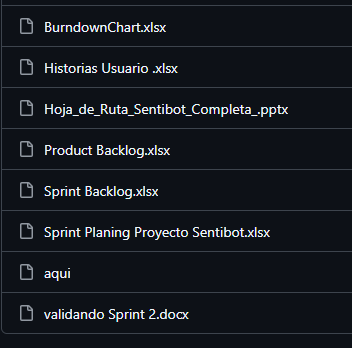 BurndownChart.xlsx
Historias Usuario .xlsx
Hoja_de_Ruta_Sentibot_Completa_.pptx
Product Backlog.xlsx
Sprint Backlog.xlsx
Sprint Planing Proyecto Sentibot.xlsx
aqui
validando Sprint 2.docx